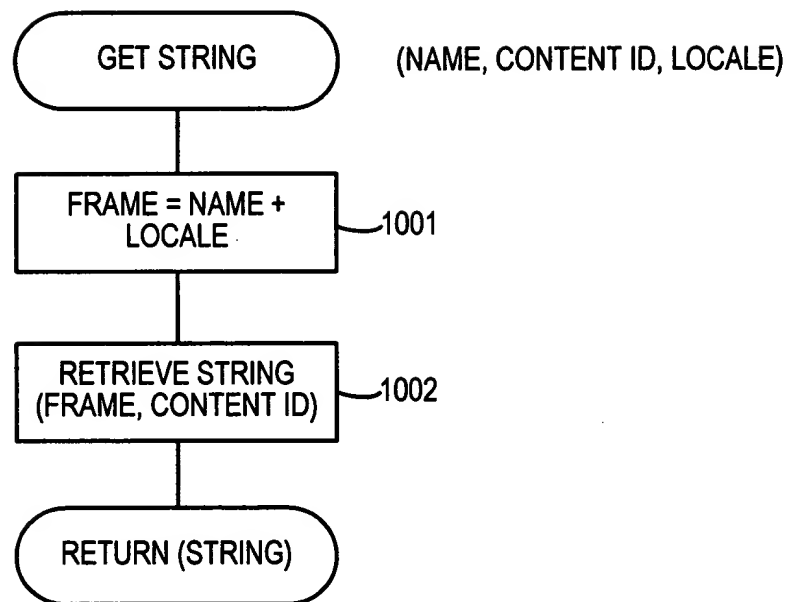 GET STRING
(NAME, CONTENT ID, LOCALE)
FRAME = NAME +
LOCALE
1001
RETRIEVE STRING
(FRAME, CONTENT ID)
1002
RETURN (STRING)